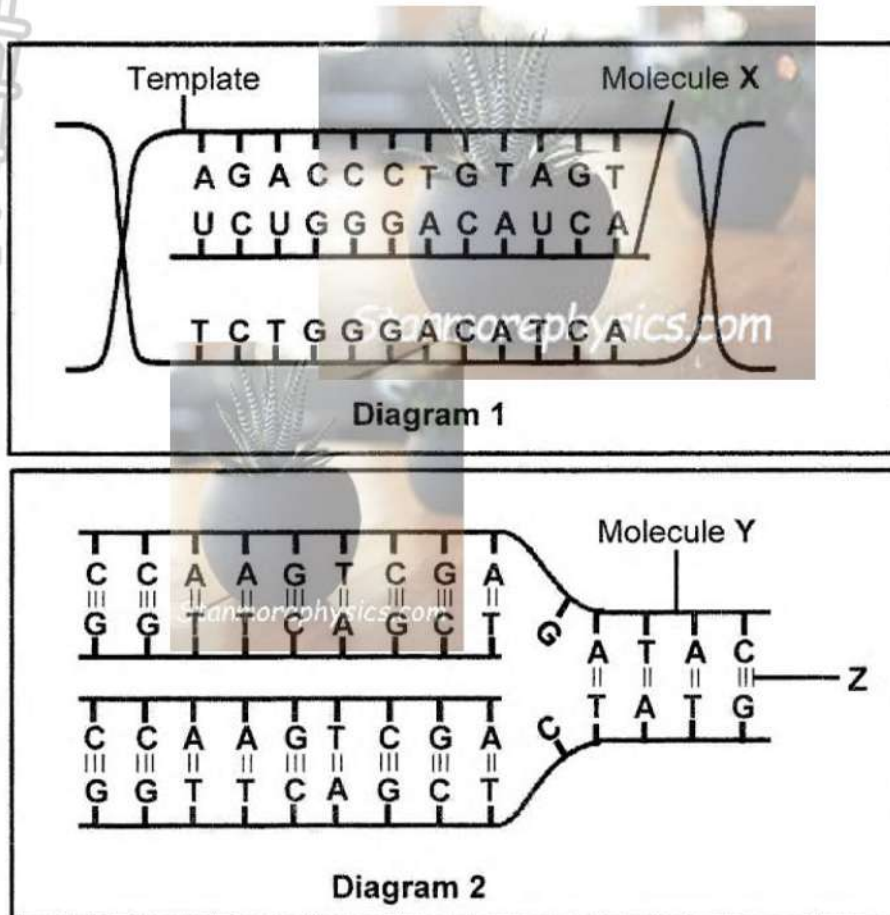 Template Molecule X
A G A C C C T G T A G T
U C U G G G A C A U C A
Stanmorephysics.com
T C T G G G A C A T C A
Diagram 1
Molecule Y
C C A A G T C G A
Stanmorephysics.com
G G T T C A G C T
G
A T A C
Z
T A T G
C
C C A A G T C G A
G G T T C A G C T
Diagram 2